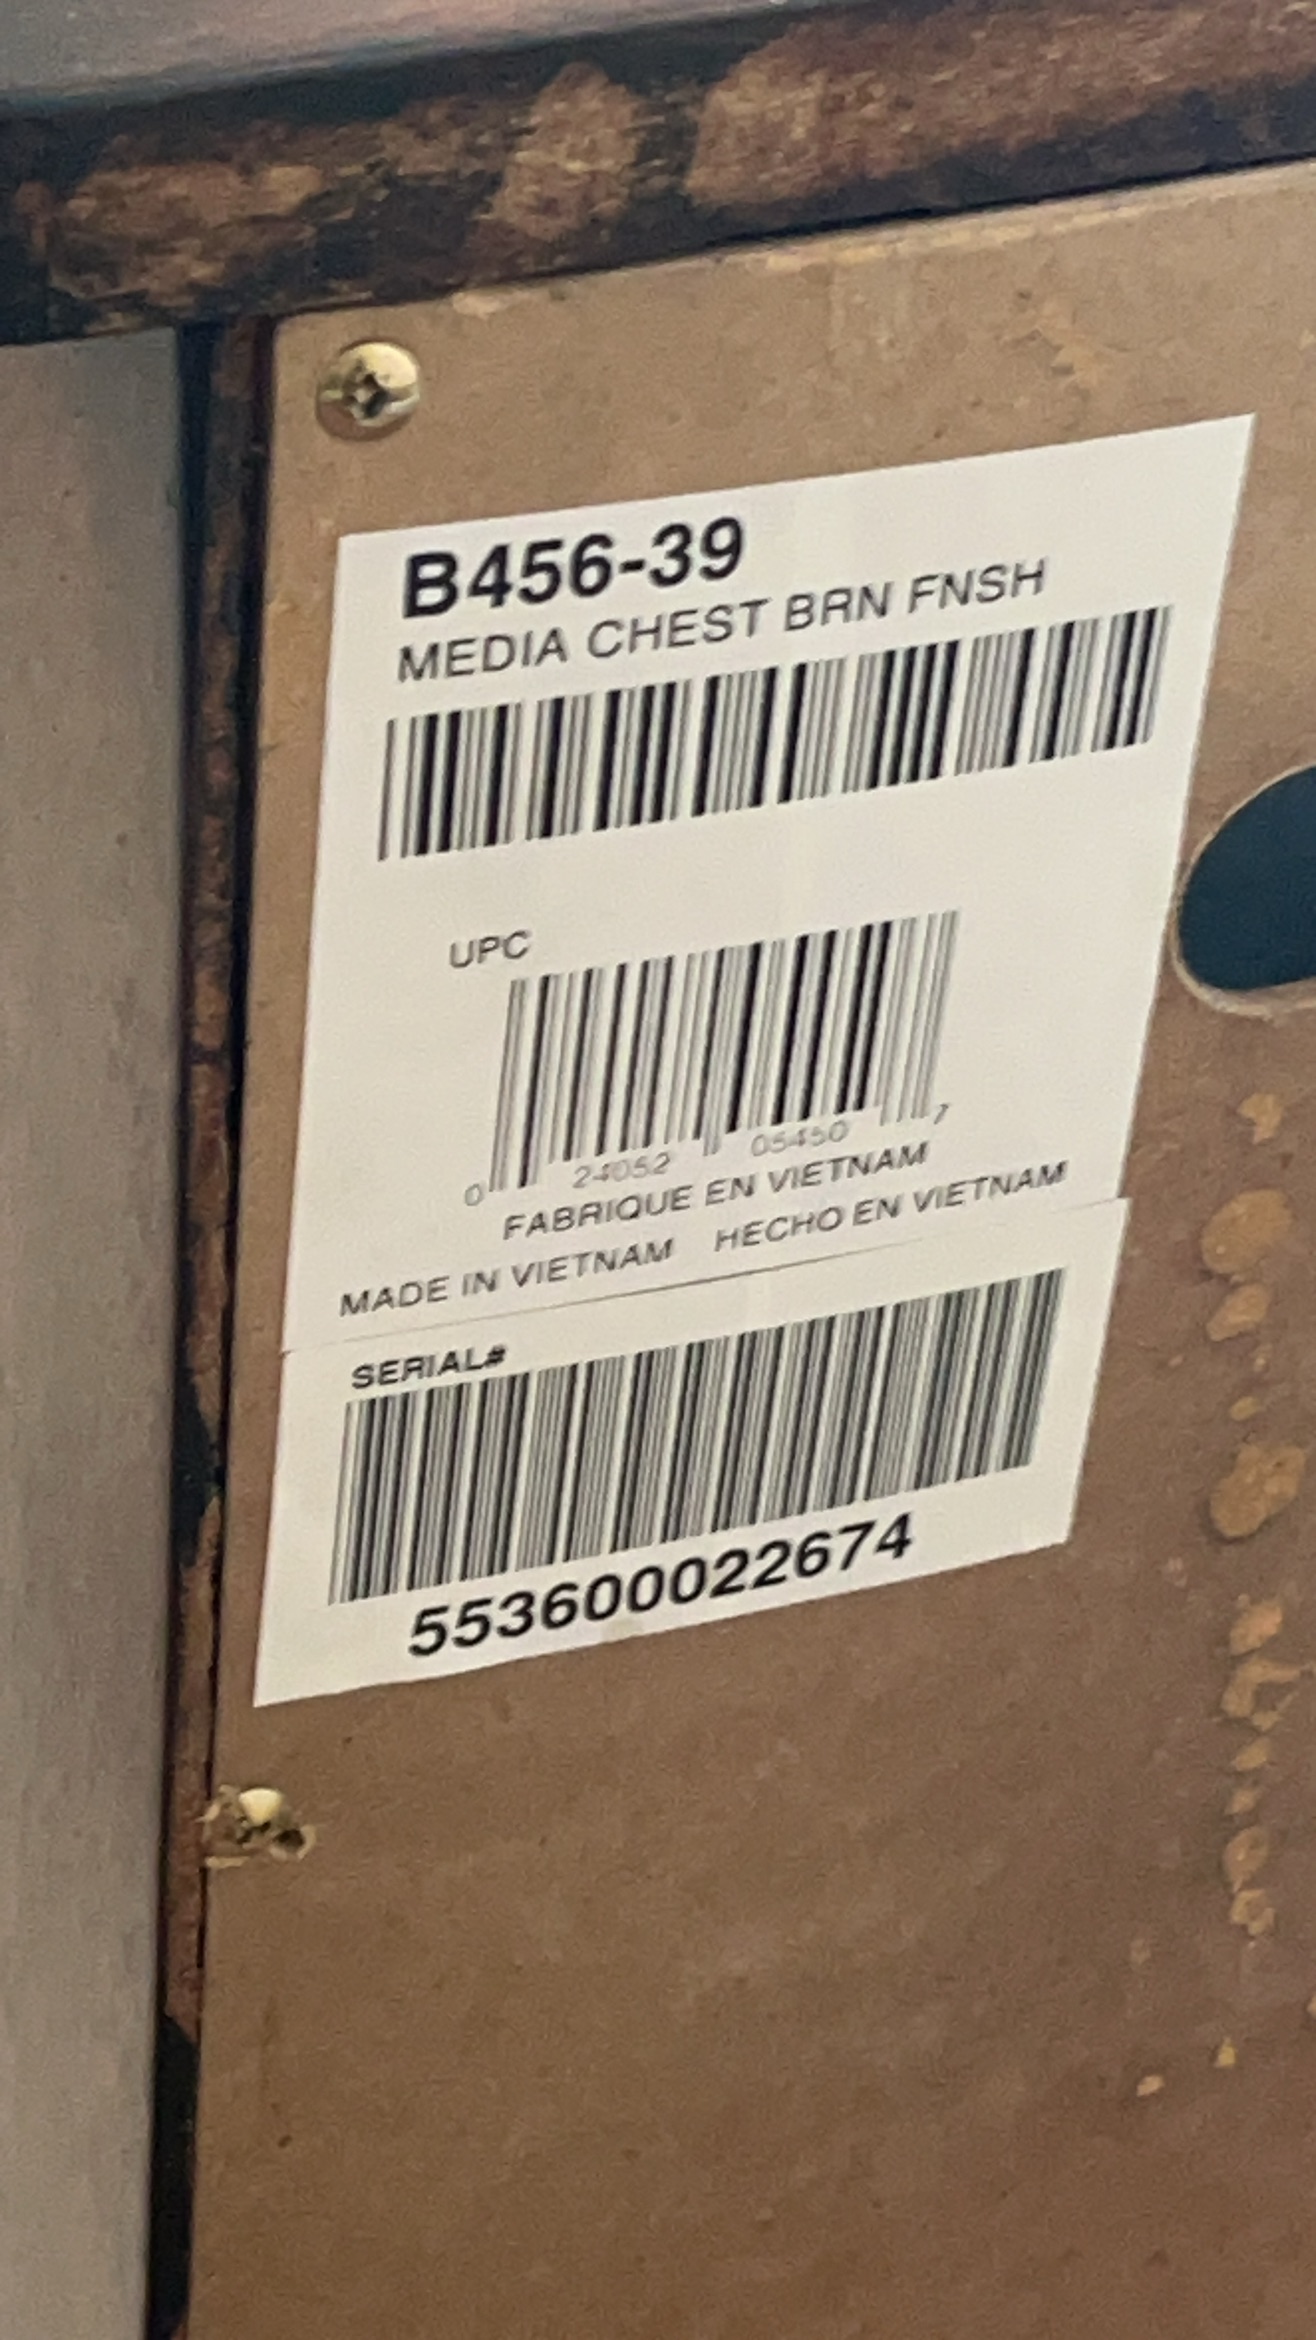 B456-39
MEDIA CHEST BRN FNSH
UPC
0 24052 05450 7
FABRIQUE EN VIETNAM
MADE IN VIETNAM HECHO EN VIETNAM
SERIAL#
553600022674